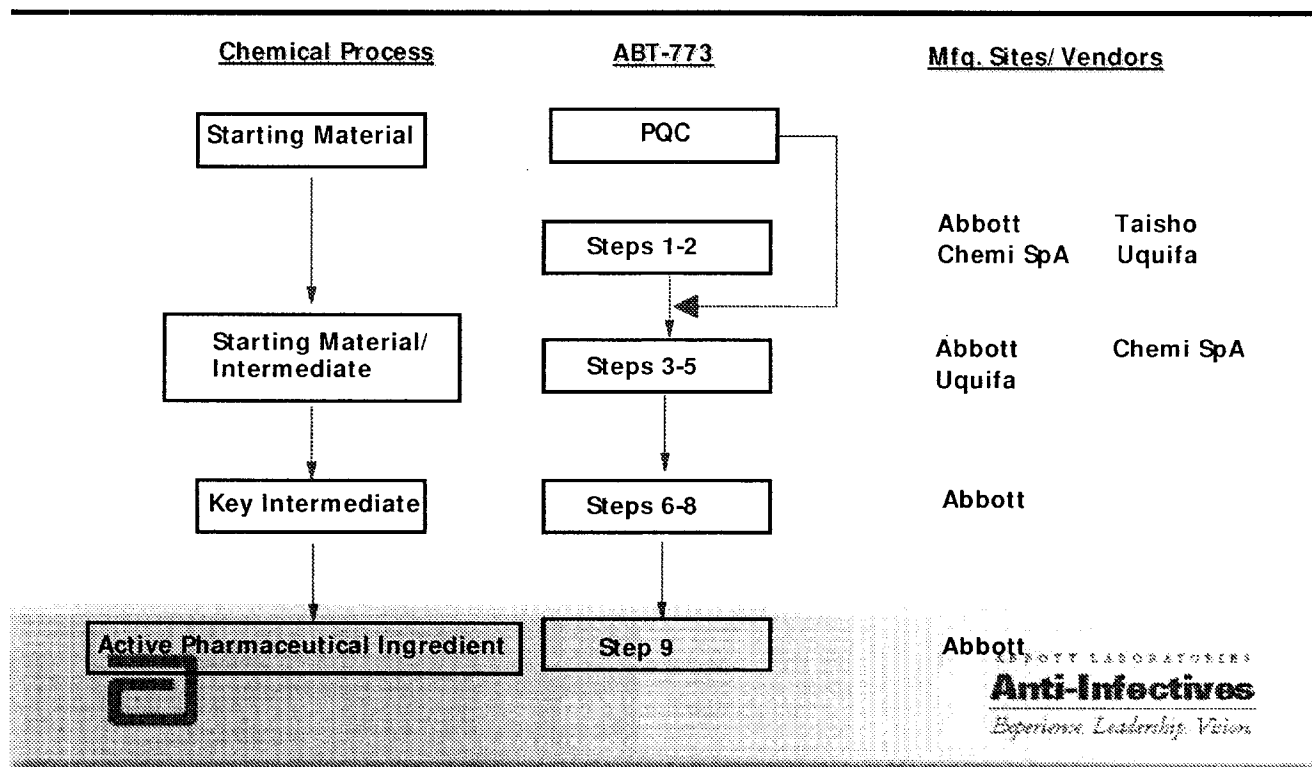 Chemical Process ABT-773 Mfg. Sites/ Vendors
Starting Material PQC
Steps 1-2 Abbott Taisho
Chemi SpA Uquifa
Starting Material/
Intermediate Steps 3-5 Abbott Chemi SpA
Uquifa
Key Intermediate Steps 6-8 Abbott
Active Pharmaceutical Ingredient Step 9 Abbott
ABBOTT LABORATORIES
Anti-Infectives
Experience. Leadership. Vision.